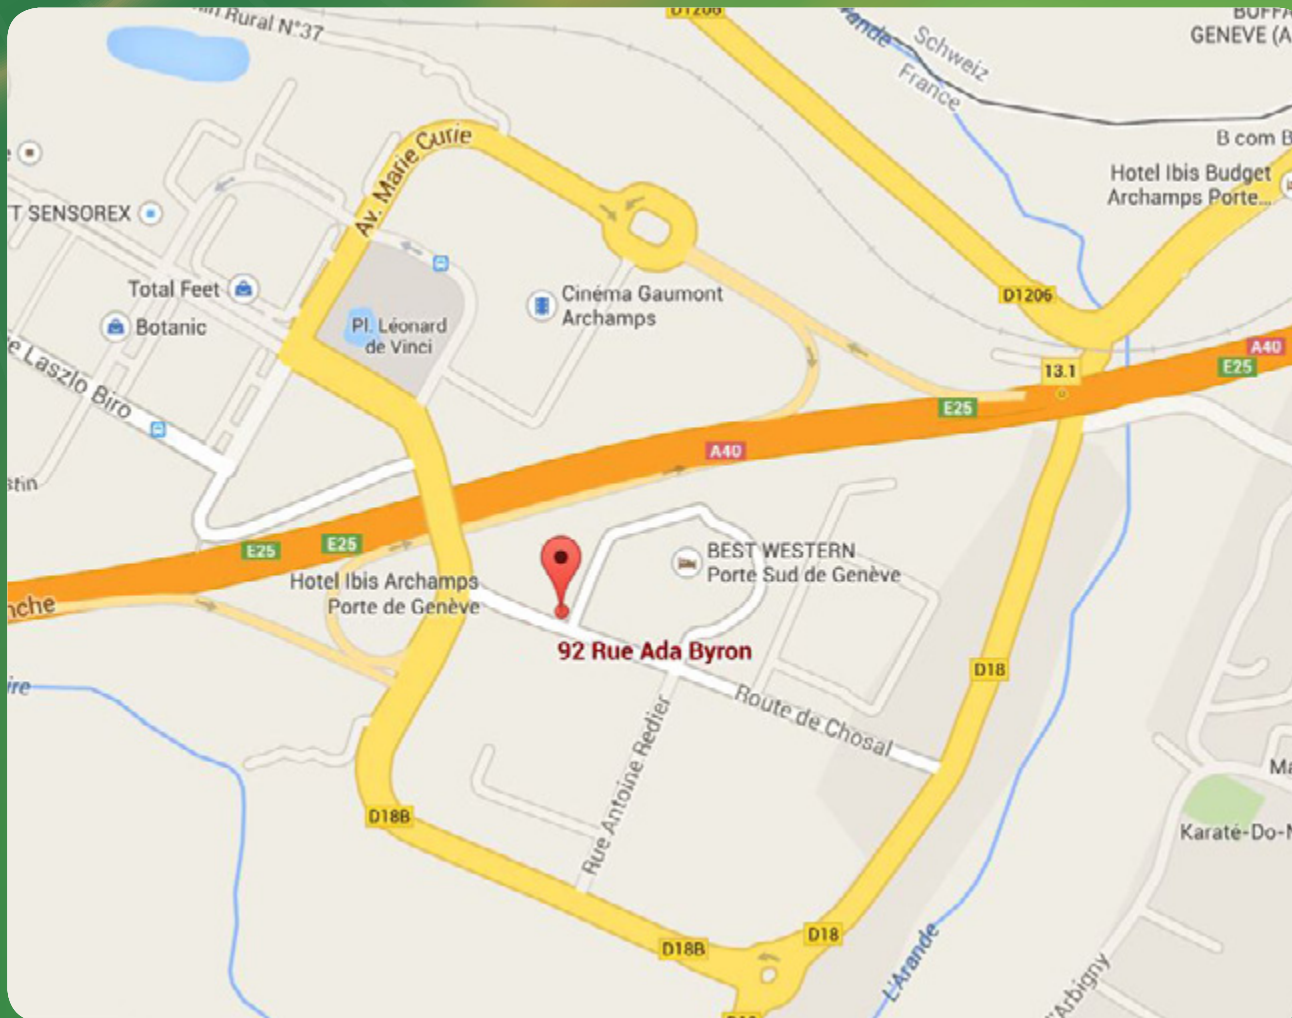 D1206
Rural N°37
Schweiz
France
GENEVE (A
B com B
Av. Marie Curie
Hotel Ibis Budget
Archamps Porte...
T SENSOREX
Total Feet
Botanic
Cinéma Gaumont
Archamps
D1206
Pl. Léonard
de Vinci
A40
E25
13.1
Laszlo Biro
E25
A40
E25
E25
BEST WESTERN
Porte Sud de Genève
Hotel Ibis Archamps
Porte de Genève
92 Rue Ada Byron
D18
Route de Chosal
Rue Antoine Redier
D18B
Karaté-Do-
D18
D18B
L'Arande
l'Arbigny